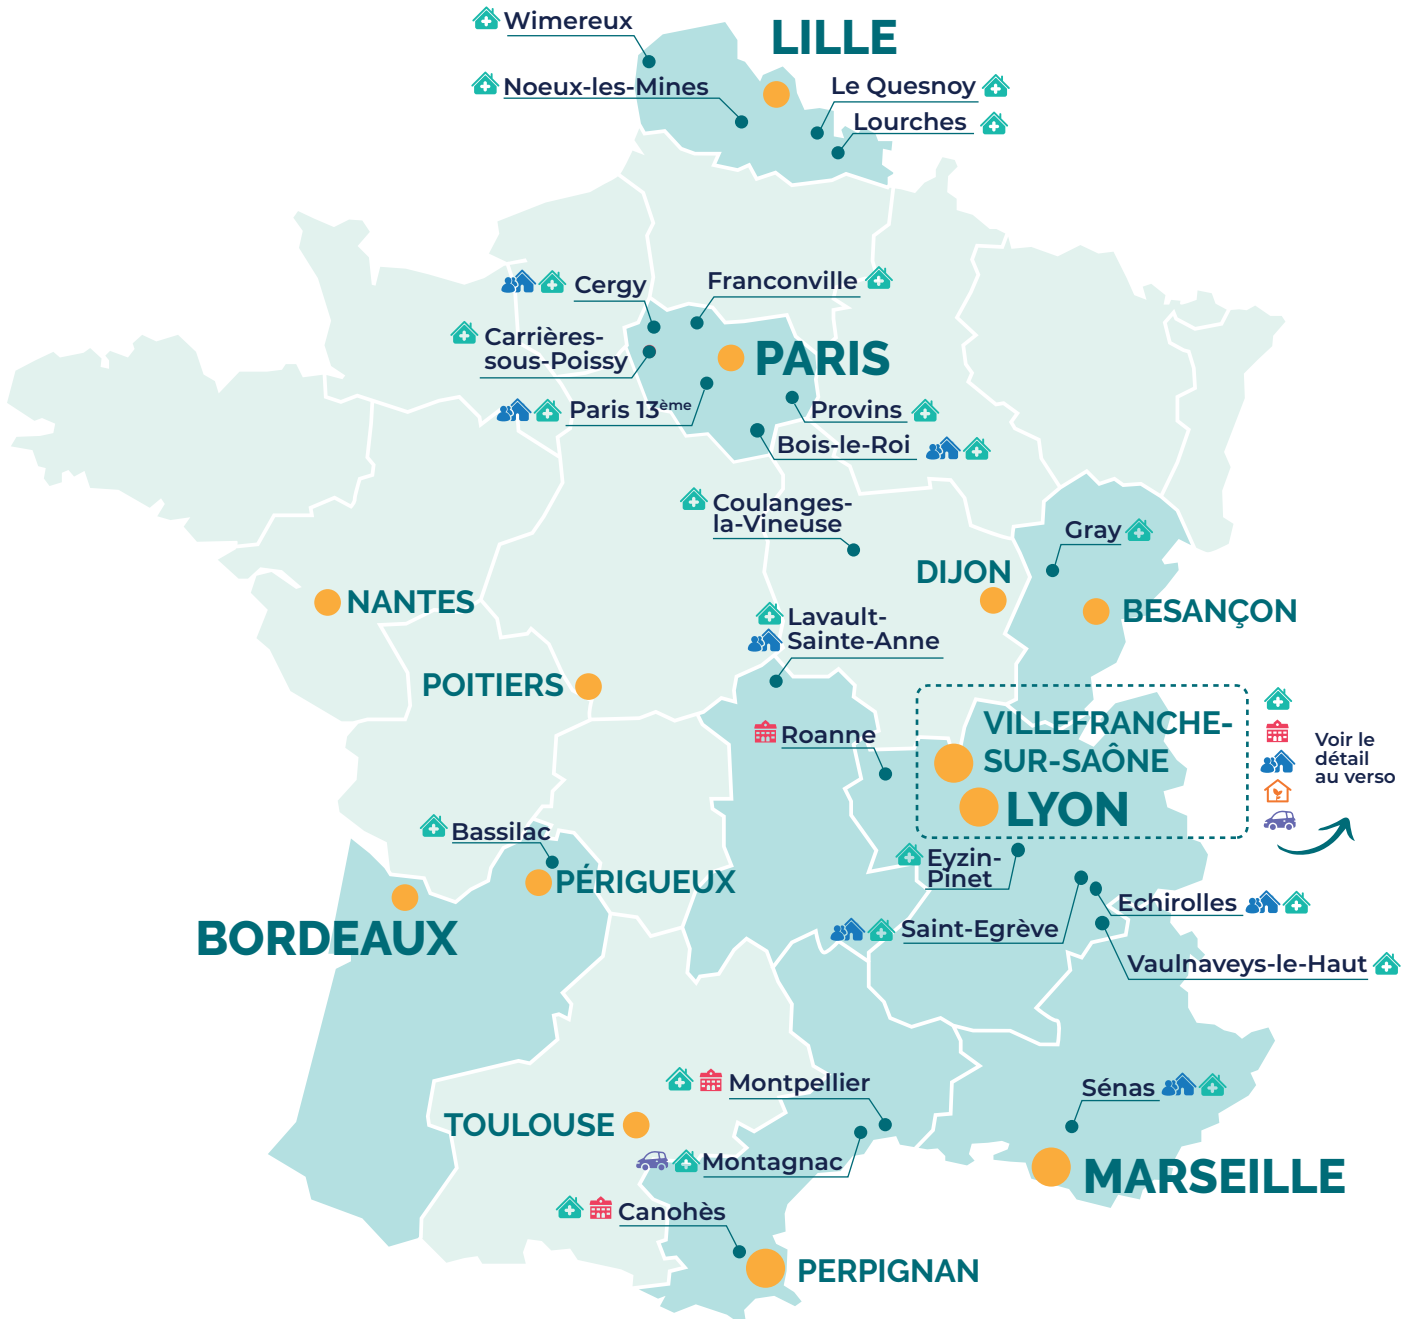 Wimereux
LILLE
Noeux-les-Mines
Le Quesnoy
Lourches
Cergy
Franconville
Carrières-
sous-Poissy
PARIS
Paris 13ème
Provins
Bois-le-Roi
Coulanges-
la-Vineuse
Gray
DIJON
NANTES
BESANÇON
Lavault-
Sainte-Anne
POITIERS
Roanne
VILLEFRANCHE-
SUR-SAÔNE
LYON
Voir le
détail
au verso
Bassilac
PÉRIGUEUX
Eyzin-
Pinet
Echirolles
BORDEAUX
Saint-Egrève
Vaulnaveys-le-Haut
Montpellier
Sénas
TOULOUSE
Montagnac
MARSEILLE
Canohès
PERPIGNAN